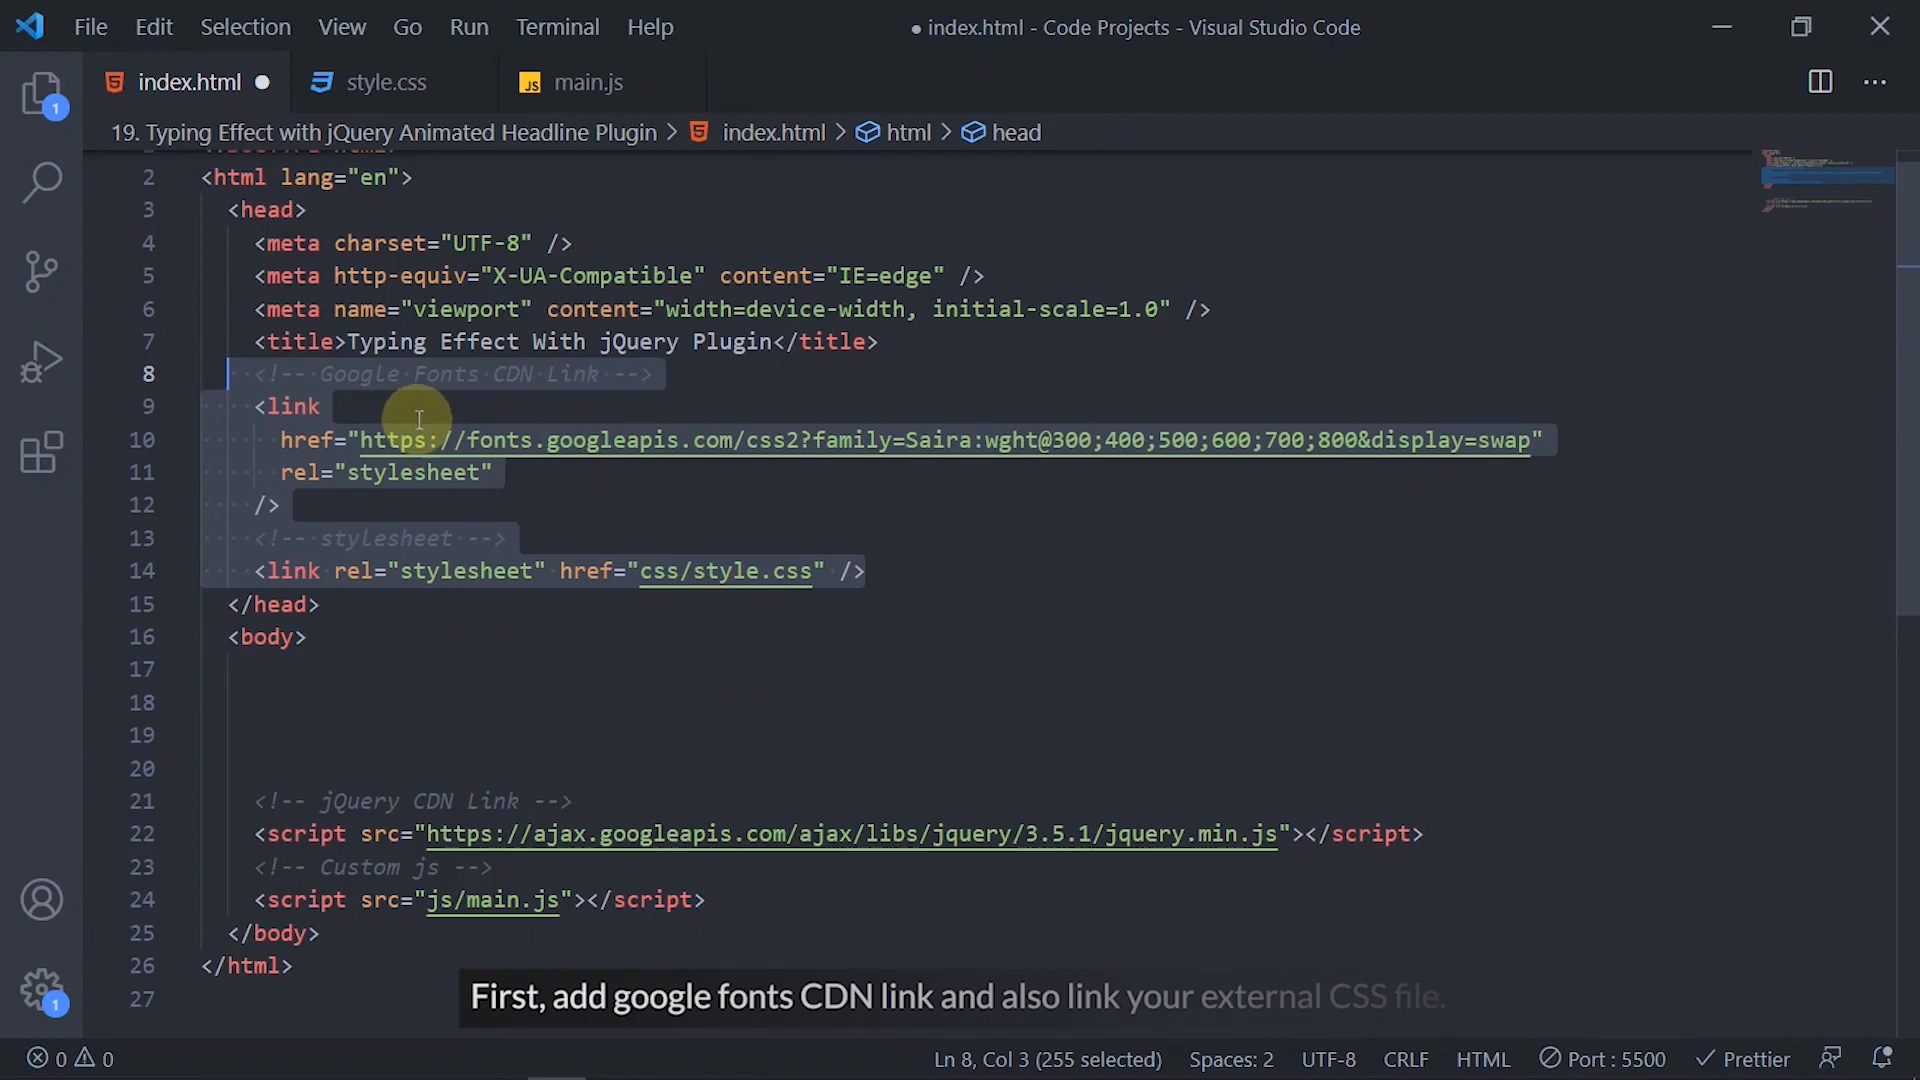 File Edit Selection View Go Run Terminal Help
● index.html - Code Projects - Visual Studio Code
index.html ●
style.css
JS main.js
19. Typing Effect with jQuery Animated Headline Plugin > index.html > html > head
2 <html lang="en">
3 <head>
4 <meta charset="UTF-8" />
5 <meta http-equiv="X-UA-Compatible" content="IE=edge" />
6 <meta name="viewport" content="width=device-width, initial-scale=1.0" />
7 <title>Typing Effect With jQuery Plugin</title>
8 <!-- Google Fonts CDN Link -->
9 <link
10 href="https://fonts.googleapis.com/css2?family=Saira:wght@300;400;500;600;700;800&display=swap"
11 rel="stylesheet"
12 />
13 <!-- stylesheet -->
14 <link rel="stylesheet" href="css/style.css" />
15 </head>
16 <body>
17
18
19
20
21 <!-- jQuery CDN Link -->
22 <script src="https://ajax.googleapis.com/ajax/libs/jquery/3.5.1/jquery.min.js"></script>
23 <!-- Custom js -->
24 <script src="js/main.js"></script>
25 </body>
26 </html>
27
First, add google fonts CDN link and also link your external CSS file.
1
1
0 0
Ln 8, Col 3 (255 selected) Spaces: 2 UTF-8 CRLF HTML Port : 5500 Prettier